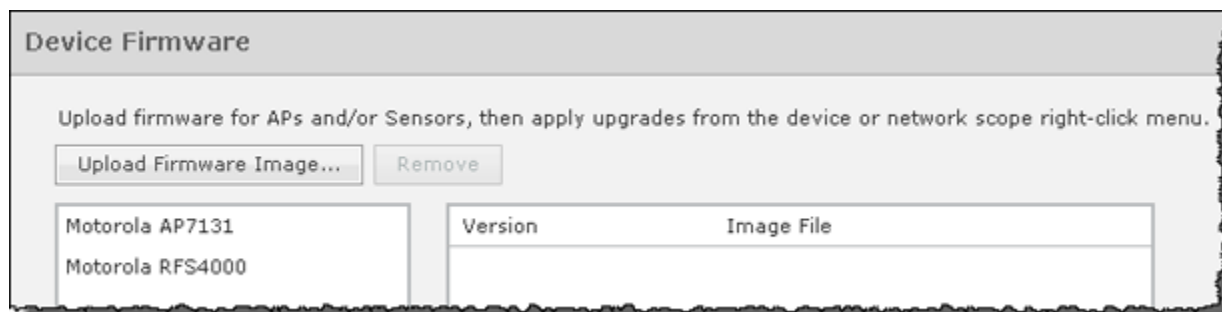 Device Firmware
Upload firmware for APs and/or Sensors, then apply upgrades from the device or network scope right-click menu.
Upload Firmware Image... Remove
Motorola AP7131 Version Image File
Motorola RFS4000